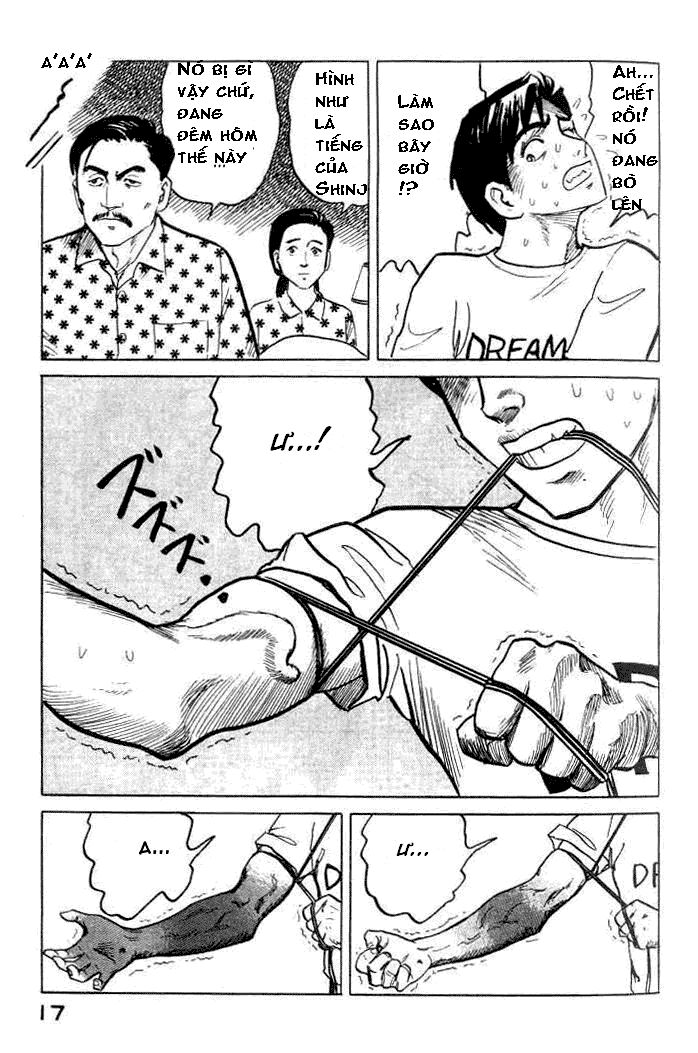 Ah...
Chết
rồi!
Nó
đang
bò
lên
Làm
sao
bây
giờ
!?
DREAM
Hình
như
là
tiếng
của
Shinj
Nó bị gì
vậy chứ,
đang
đêm hôm
thế này
...
A'A'A'
Ư...!
ズズズ
Ư...
D
A...
D
17